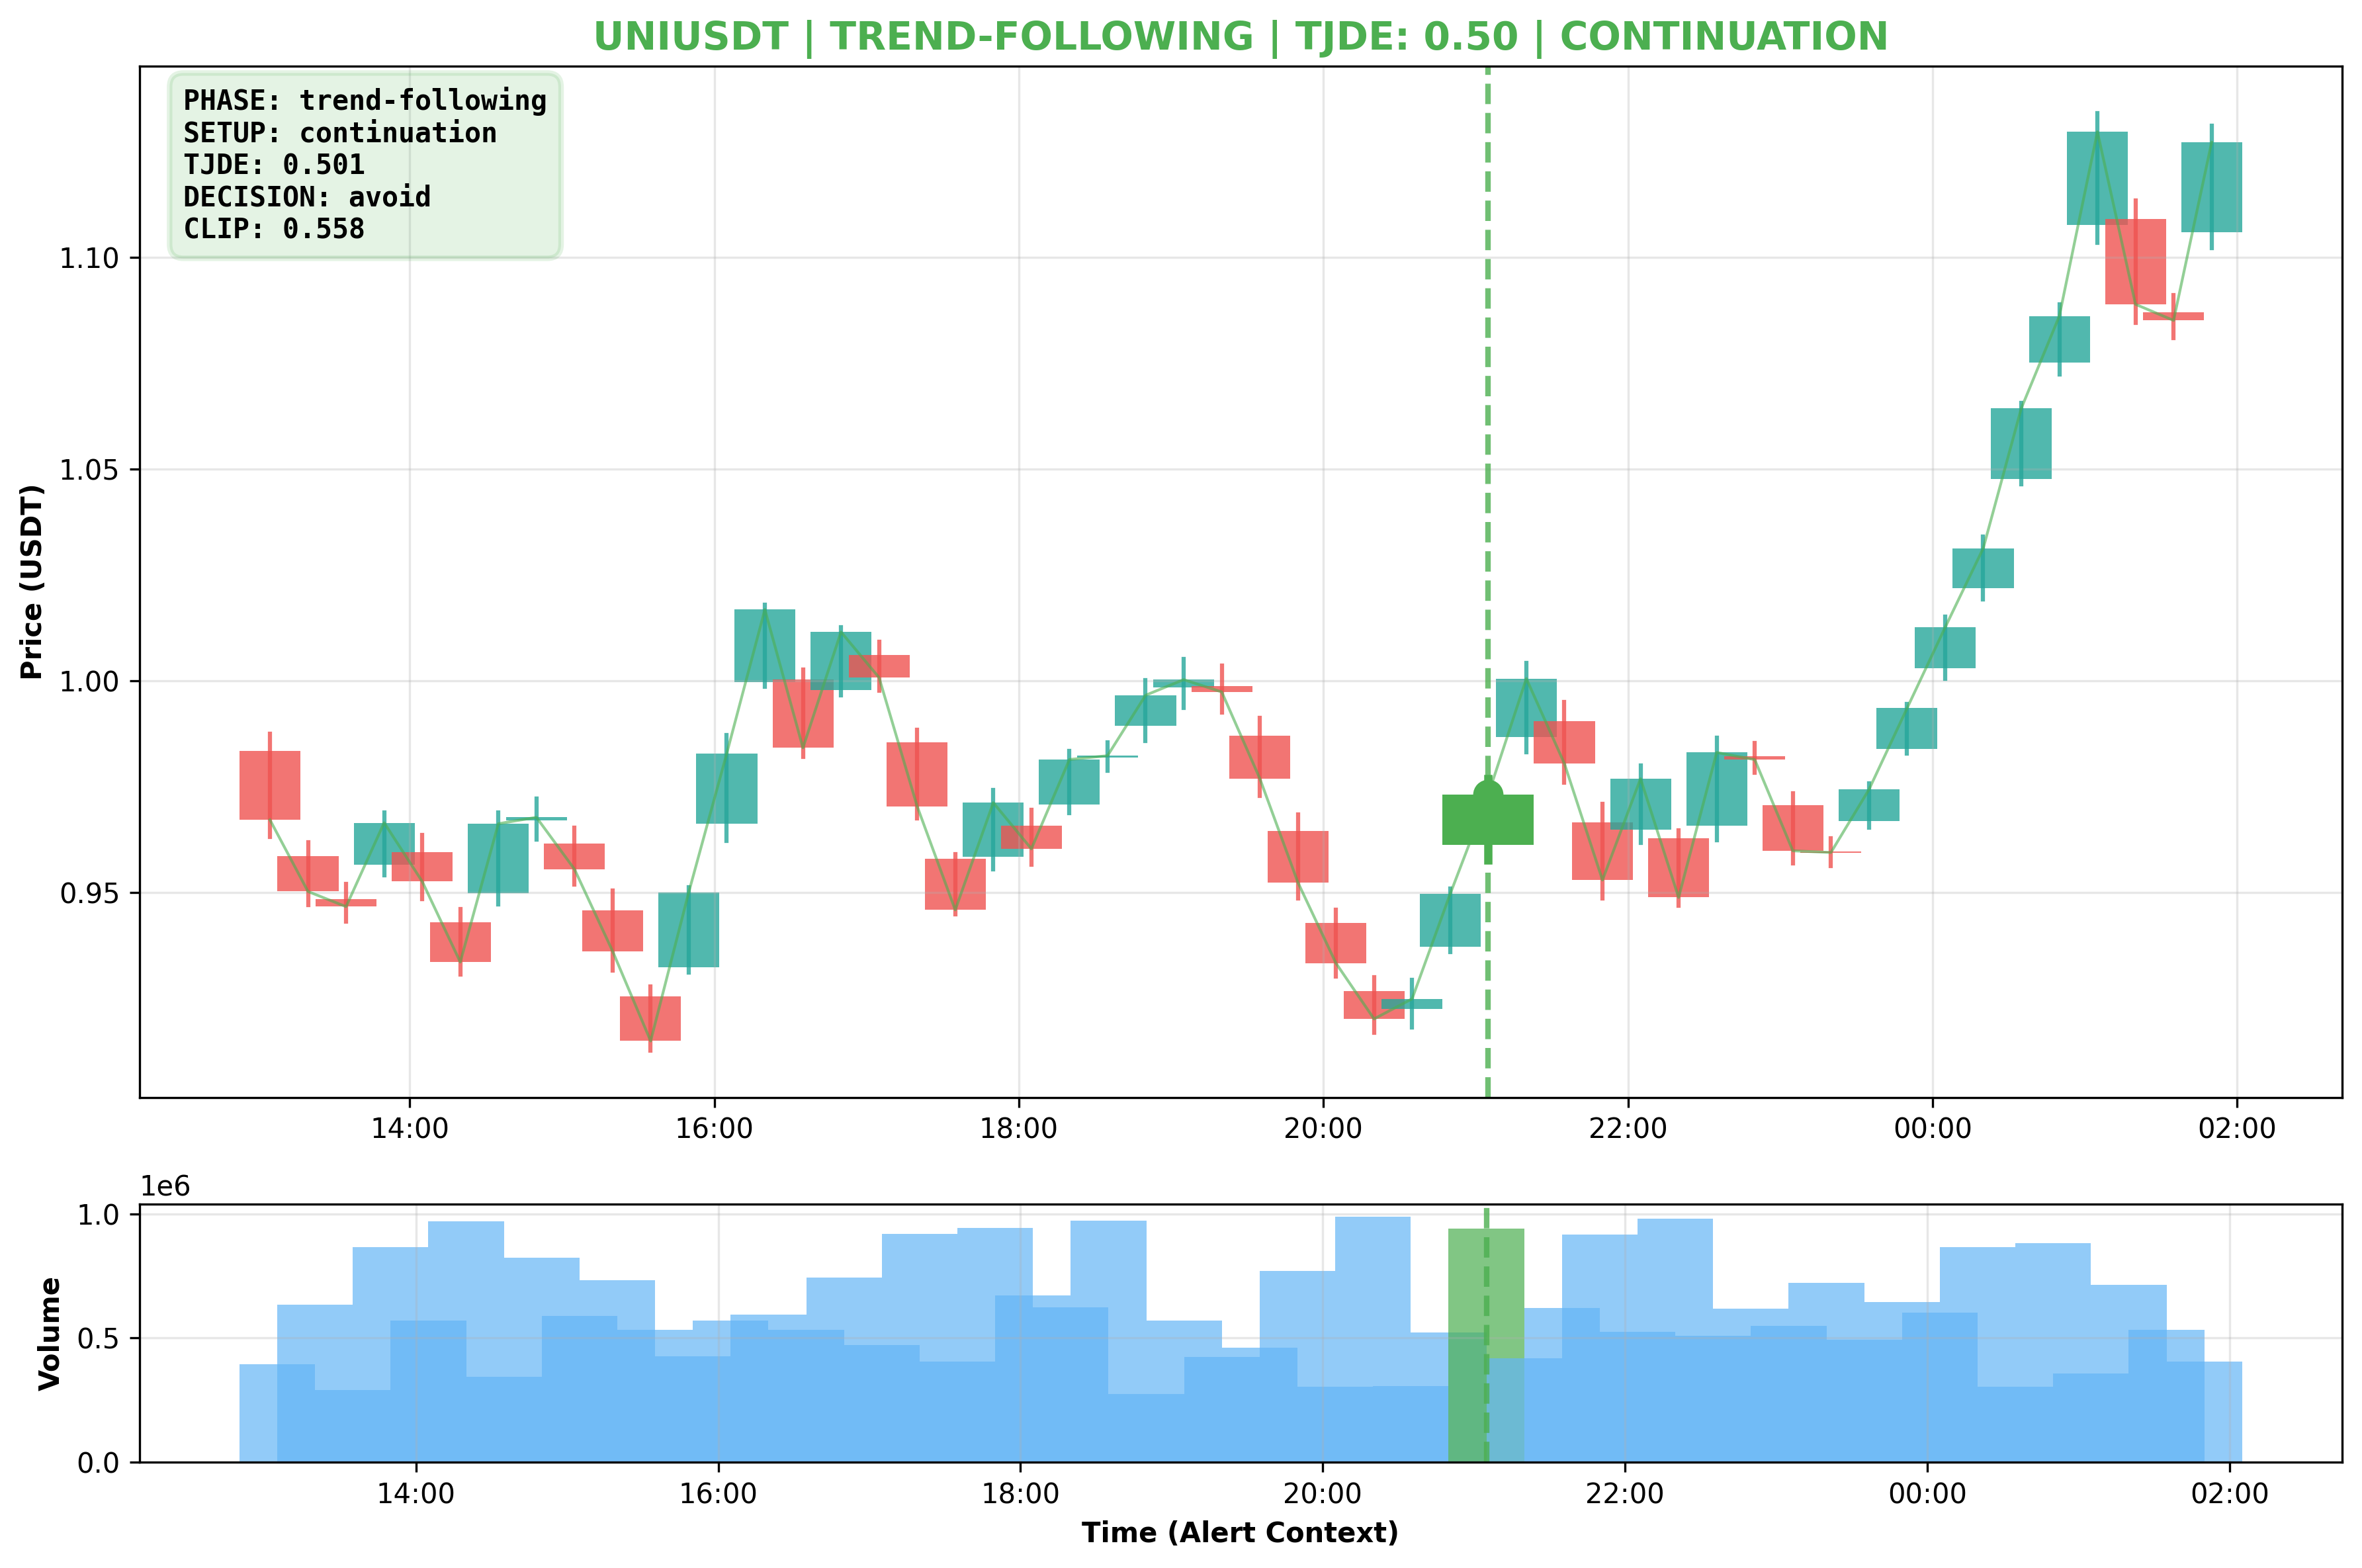 UNIUSDT | TREND-FOLLOWING | TJDE: 0.50 | CONTINUATION
PHASE: trend-following
SETUP: continuation
TJDE: 0.501
DECISION: avoid
CLIP: 0.558
Price (USDT)
1.10
1.05
1.00
0.95
14:00 16:00 18:00 20:00 22:00 00:00 02:00
1e6
Volume
1.0
0.5
0.0
14:00 16:00 18:00 20:00 22:00 00:00 02:00
Time (Alert Context)